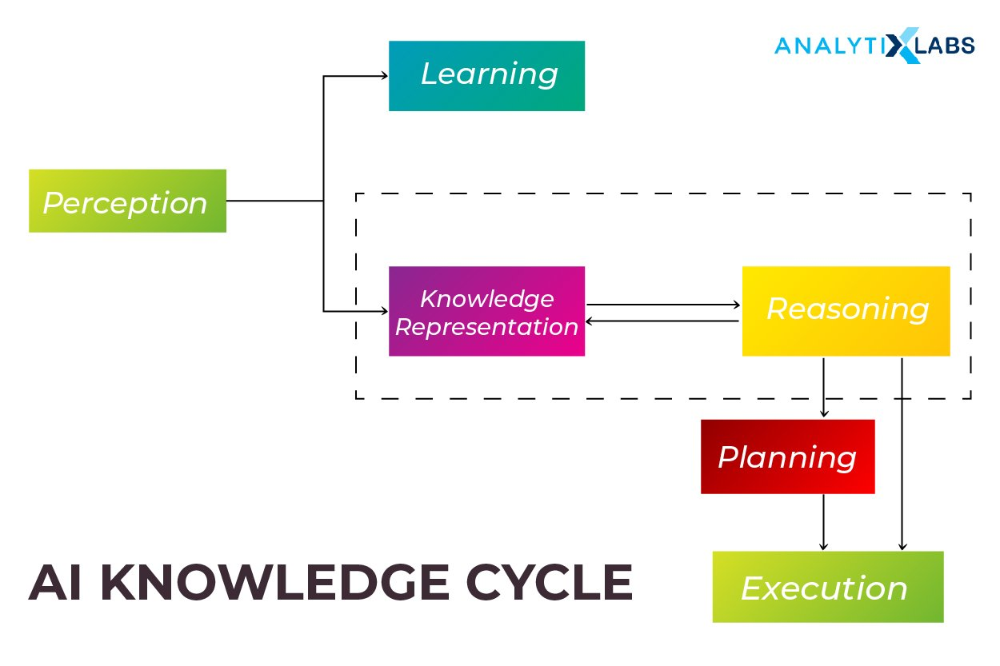 ANALYTIXLABS
Learning
Perception
Knowledge
Representation
Reasoning
Planning
Execution
AI KNOWLEDGE CYCLE